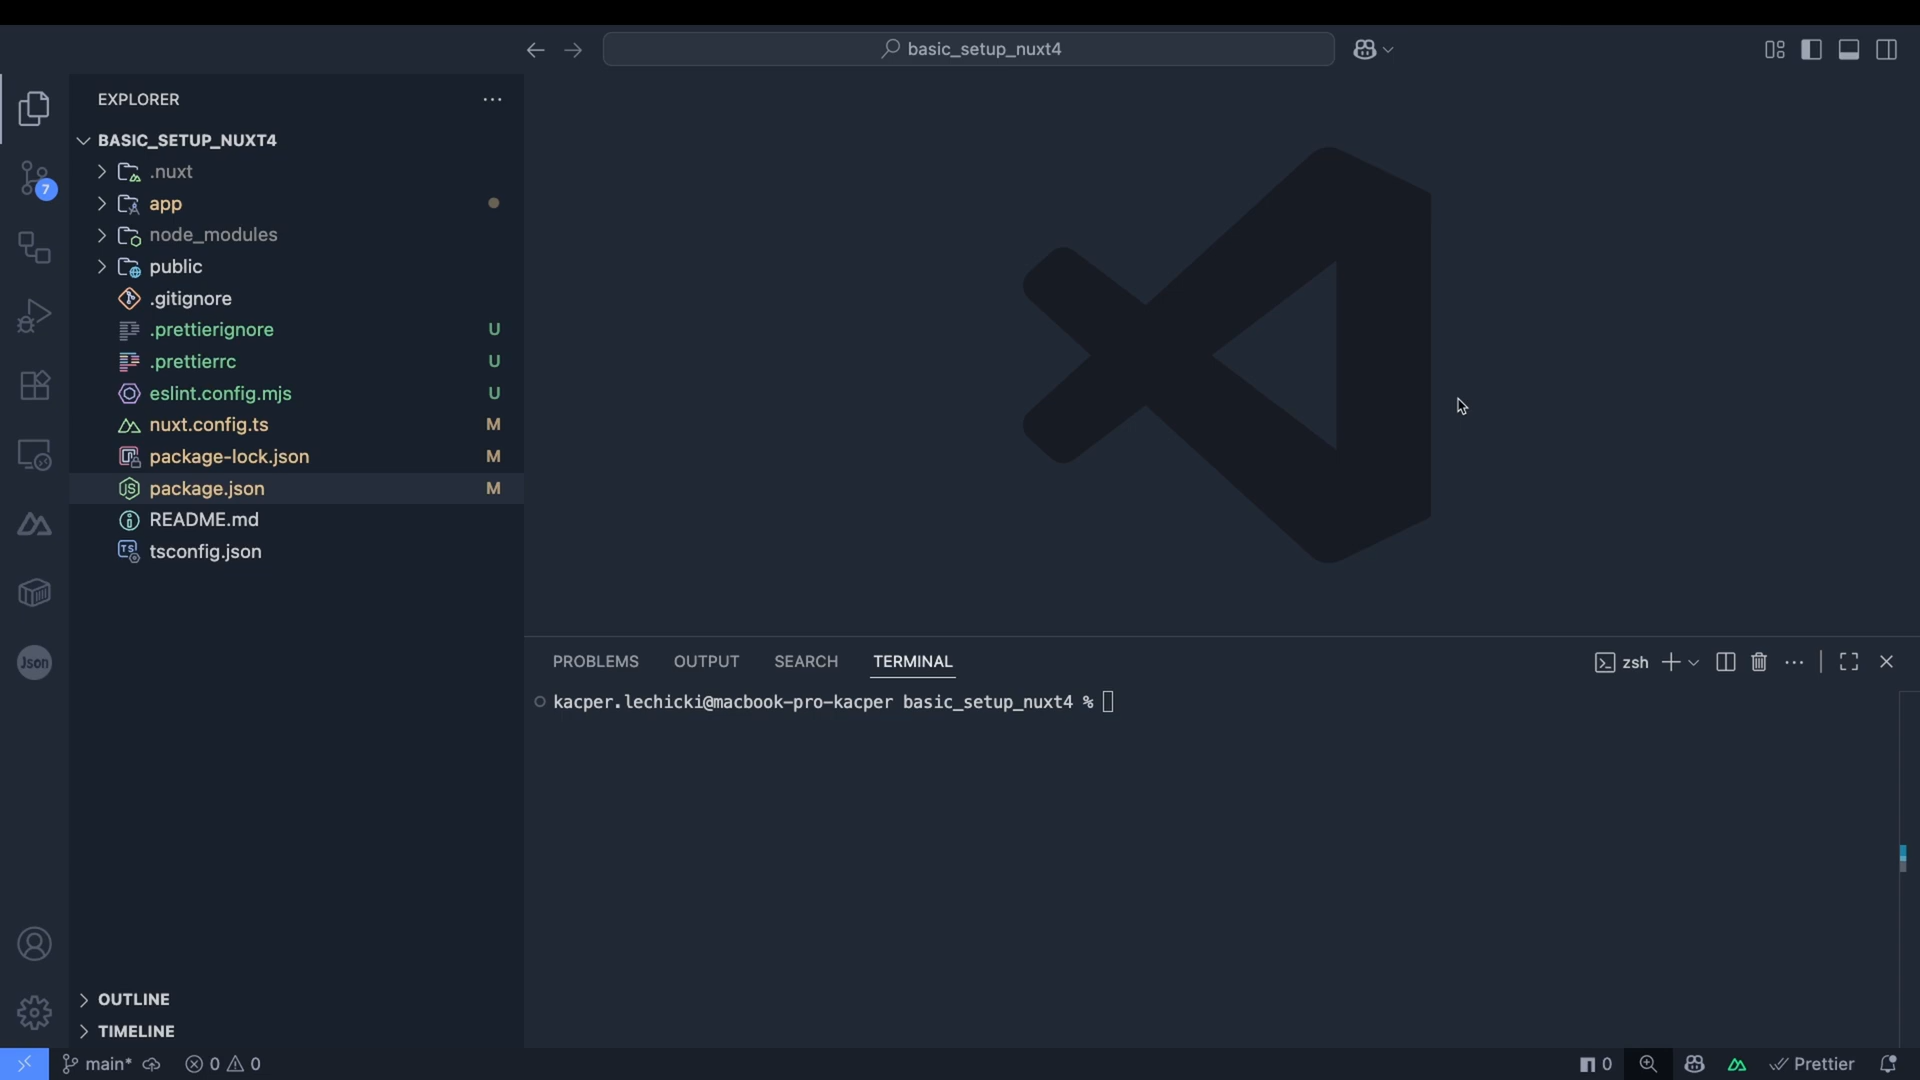 basic_setup_nuxt4
EXPLORER
BASIC_SETUP_NUXT4
.nuxt
app
node_modules
public
.gitignore
.prettierignore U
.prettierrc U
eslint.config.mjs U
nuxt.config.ts M
package-lock.json M
package.json M
README.md
tsconfig.json
7
Json
OUTLINE
TIMELINE
PROBLEMS OUTPUT SEARCH TERMINAL
zsh
kacper.lechicki@macbook-pro-kacper basic_setup_nuxt4 %
main* 0 0
0 Prettier